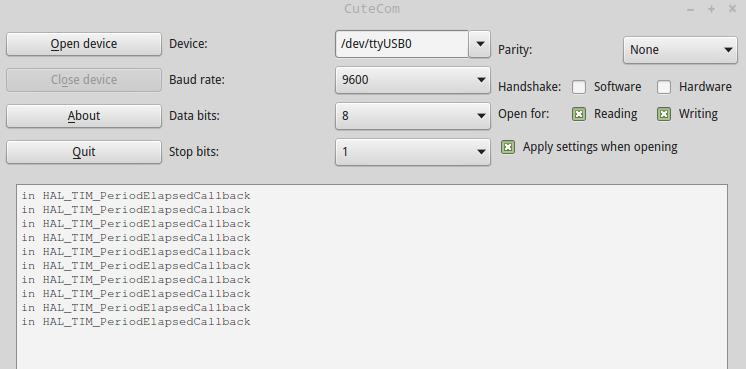 CuteCom
Open device Device: /dev/ttyUSB0 Parity: None
Close device Baud rate: 9600 Handshake: Software Hardware
About Data bits: 8 Open for: Reading Writing
Quit Stop bits: 1 Apply settings when opening
in HAL_TIM_PeriodElapsedCallback
in HAL_TIM_PeriodElapsedCallback
in HAL_TIM_PeriodElapsedCallback
in HAL_TIM_PeriodElapsedCallback
in HAL_TIM_PeriodElapsedCallback
in HAL_TIM_PeriodElapsedCallback
in HAL_TIM_PeriodElapsedCallback
in HAL_TIM_PeriodElapsedCallback
in HAL_TIM_PeriodElapsedCallback
in HAL_TIM_PeriodElapsedCallback